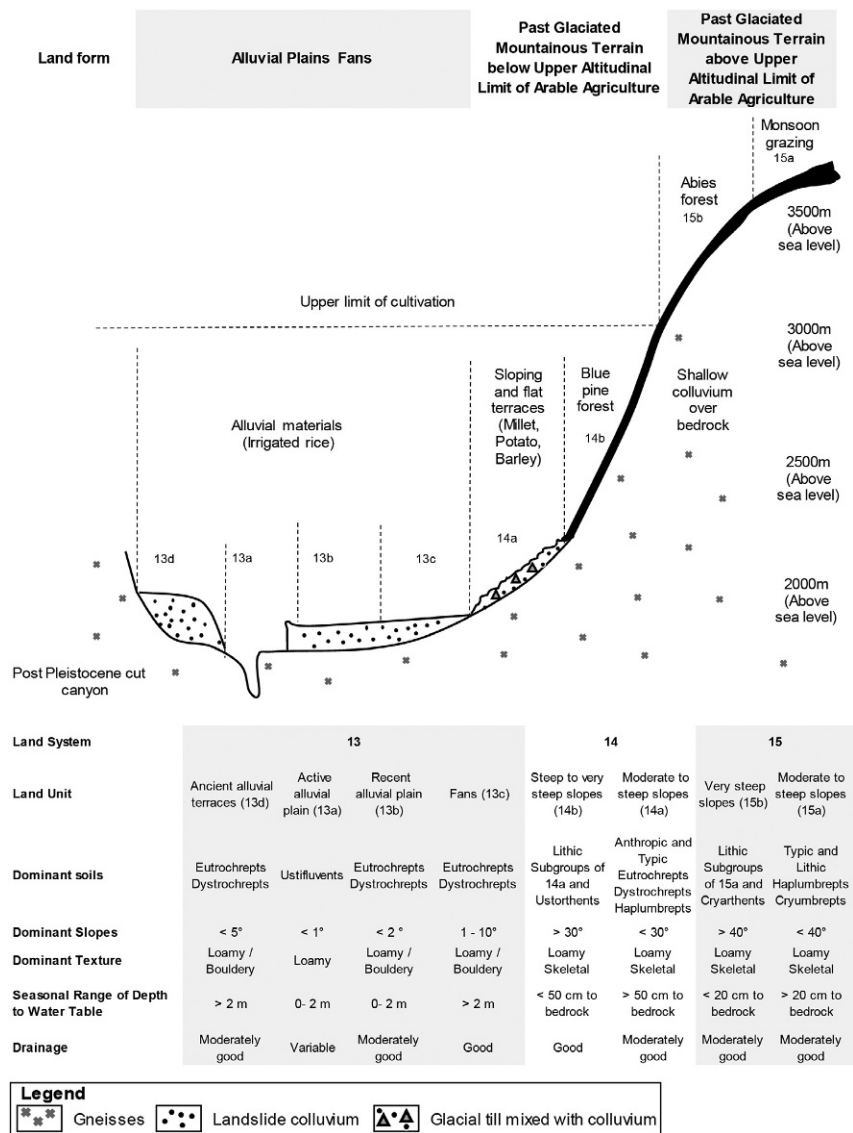 Land form
Alluvial Plains Fans
Past Glaciated
Mountainous Terrain
below Upper Altitudinal
Limit of Arable Agriculture
Past Glaciated
Mountainous Terrain
above Upper
Altitudinal Limit of
Arable Agriculture
Monsoon
grazing
15a
Abies
forest
15b
3500m
(Above
sea level)
Upper limit of cultivation
3000m
(Above
sea level)
Sloping
and flat
terraces
(Millet,
Potato,
Barley)
Blue
pine
forest
14b
Shallow
colluvium
over
bedrock
Alluvial materials
(Irrigated rice)
2500m
(Above
sea level)
13d
13a
13b
13c
14a
2000m
(Above
sea level)
Post Pleistocene cut
canyon
Land System
13
14
15
Land Unit
Ancient alluvial
terraces (13d)
Active
alluvial
plain (13a)
Recent
alluvial plain
(13b)
Fans (13c)
Steep to very
steep slopes
(14b)
Moderate to
steep slopes
(14a)
Very steep
slopes (15b)
Moderate to
steep slopes
(15a)
Dominant soils
Eutrochrepts
Dystrochrepts
Ustifluvents
Eutrochrepts
Dystrochrepts
Eutrochrepts
Dystrochrepts
Lithic
Subgroups of
14a and
Ustorthents
Anthropic and
Typic
Eutrochrepts
Dystrochrepts
Haplumbrepts
Lithic
Subgroups
of 15a and
Cryarthents
Typic and
Lithic
Haplumbrepts
Cryumbrepts
Dominant Slopes
< 5°
< 1°
< 2 °
1 - 10°
> 30°
< 30°
> 40°
< 40°
Dominant Texture
Loamy /
Bouldery
Loamy
Loamy /
Bouldery
Loamy /
Bouldery
Loamy
Skeletal
Loamy
Skeletal
Loamy
Skeletal
Loamy
Skeletal
Seasonal Range of Depth
to Water Table
> 2 m
0- 2 m
0- 2 m
> 2 m
< 50 cm to
bedrock
> 50 cm to
bedrock
< 20 cm to
bedrock
> 20 cm to
bedrock
Drainage
Moderately
good
Variable
Moderately
good
Good
Good
Moderately
good
Moderately
good
Moderately
good
Legend
Gneisses
Landslide colluvium
Glacial till mixed with colluvium